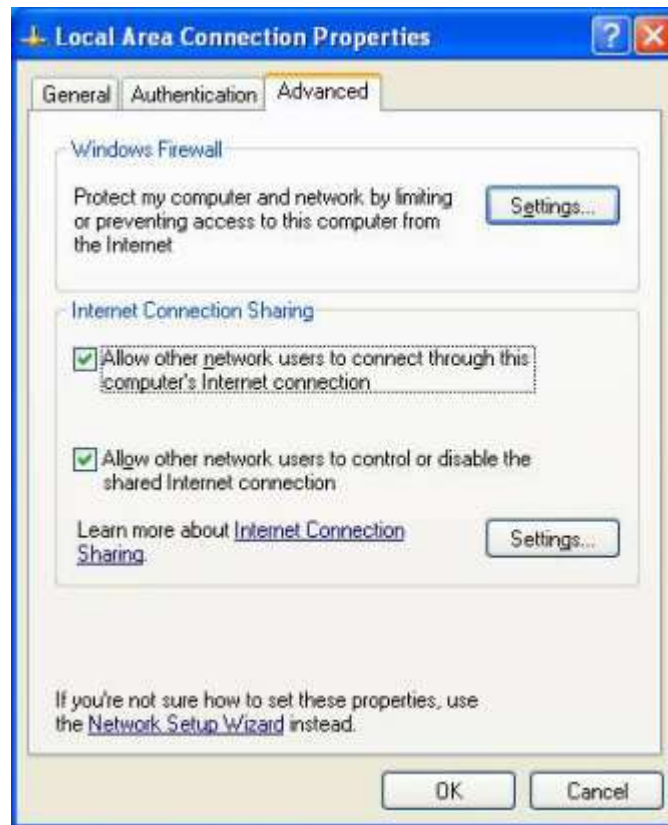 Local Area Connection Properties
General Authentication Advanced
Windows Firewall
Protect my computer and network by limiting
or preventing access to this computer from
the Internet
Settings...
Internet Connection Sharing
Allow other network users to connect through this
computer's Internet connection
Allow other network users to control or disable the
shared Internet connection
Learn more about Internet Connection
Sharing.
Settings...
If you're not sure how to set these properties, use
the Network Setup Wizard instead.
OK Cancel